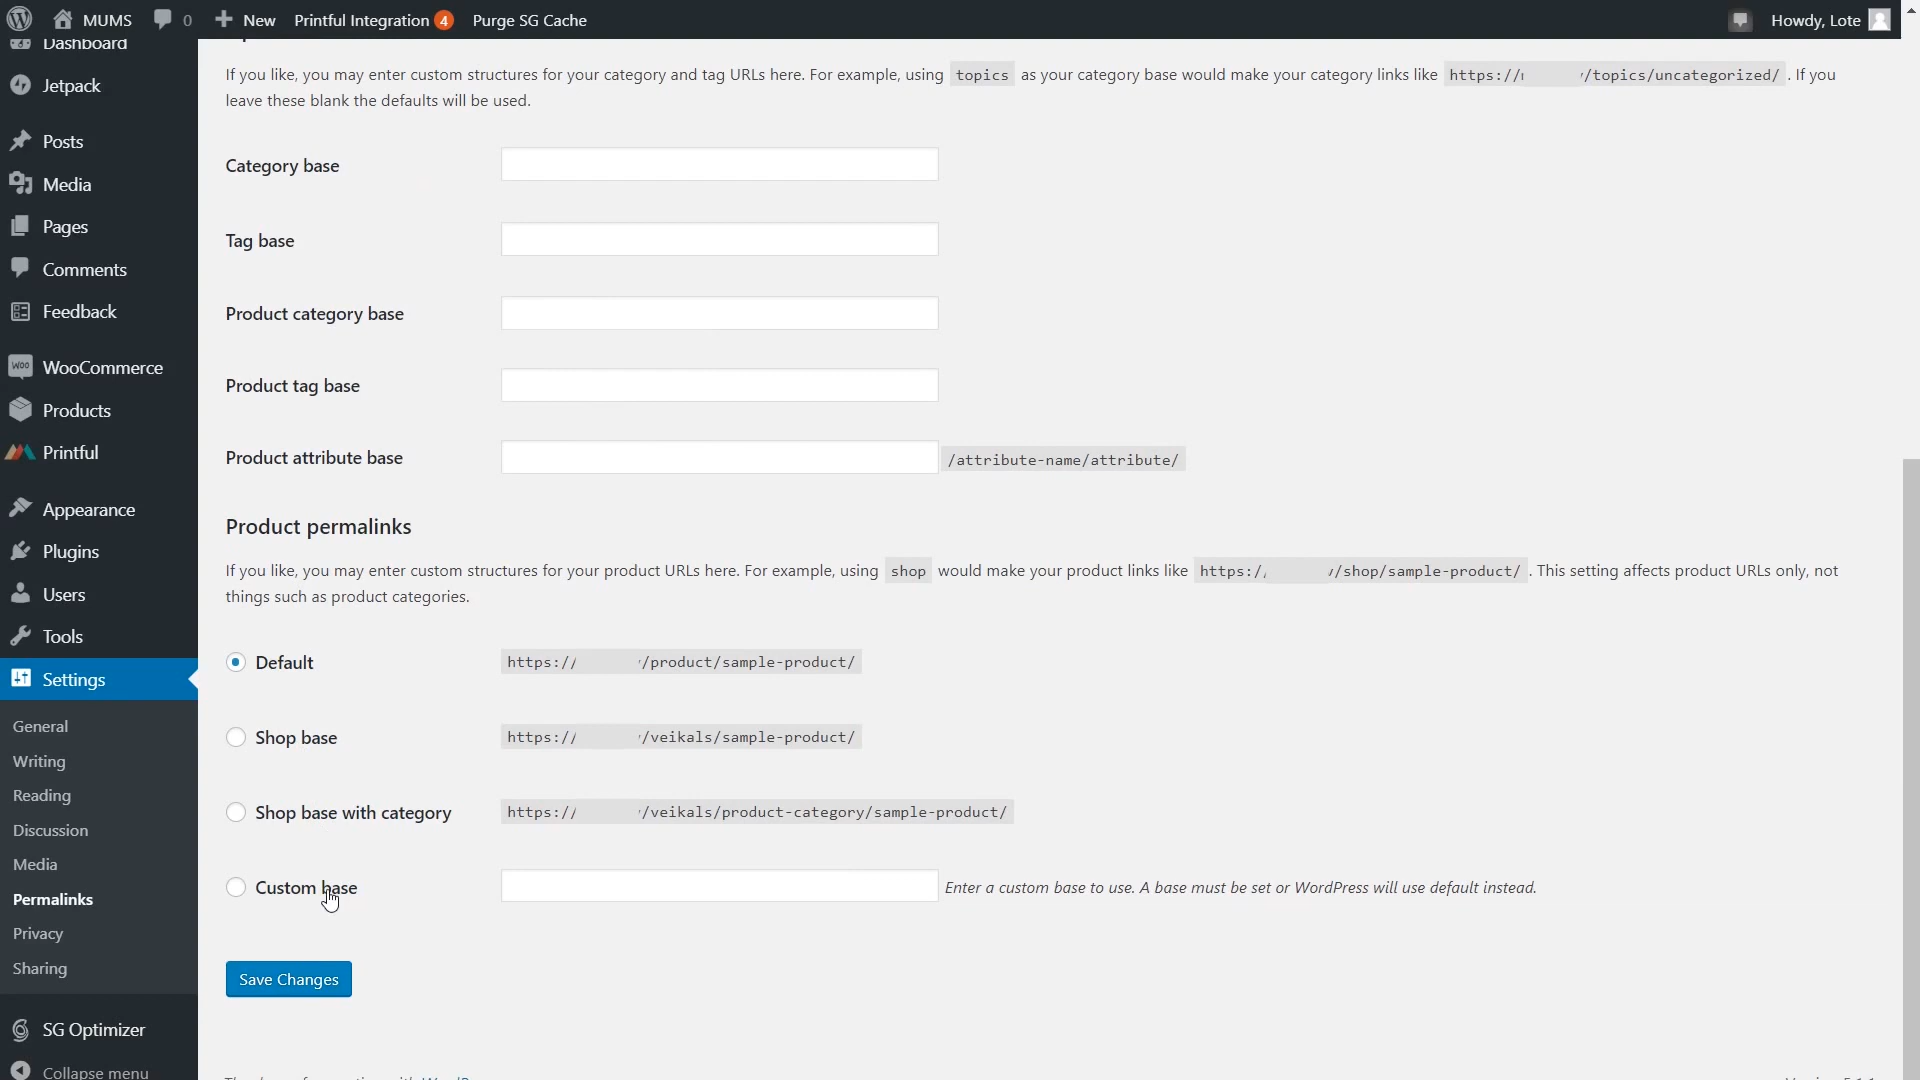 MUMS 0 New Printful Integration 4 Purge SG Cache Howdy, Lote
Dashboard
Jetpack
Posts
Media
Pages
Comments
Feedback
WooCommerce
Products
Printful
Appearance
Plugins
Users
Tools
Settings
General
Writing
Reading
Discussion
Media
Permalinks
Privacy
Sharing
SG Optimizer
Collapse menu
If you like, you may enter custom structures for your category and tag URLs here. For example, using topics as your category base would make your category links like https:// /topics/uncategorized/ . If you
leave these blank the defaults will be used.
Category base
Tag base
Product category base
Product tag base
Product attribute base /attribute-name/attribute/
Product permalinks
If you like, you may enter custom structures for your product URLs here. For example, using shop would make your product links like https:/ /shop/sample-product/ . This setting affects product URLs only, not
things such as product categories.
Default https:// /product/sample-product/
Shop base https:// /veikals/sample-product/
Shop base with category https:// /veikals/product-category/sample-product/
Custom base Enter a custom base to use. A base must be set or WordPress will use default instead.
Save Changes